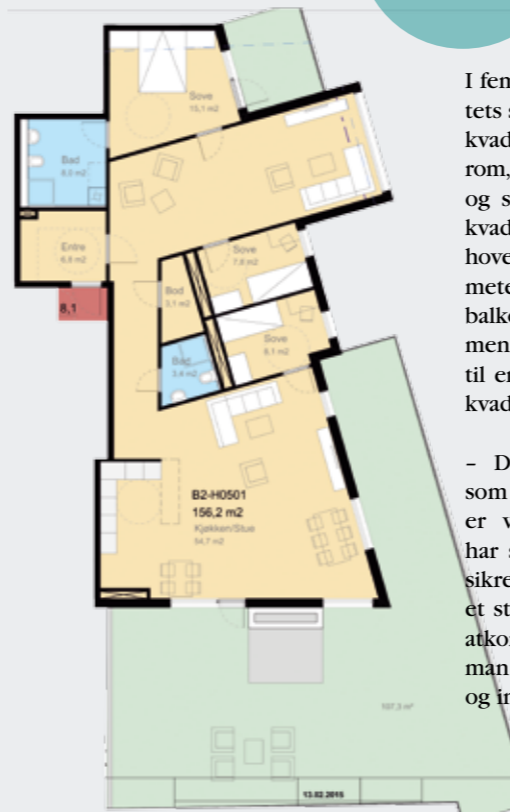 Sove
15,1 m2
Bad
8,0 m2
Entre
6,8 m2
8,1
Sove
7,6 m2
Bod
3,1 m2
Sove
8,1 m2
Bad
3,4 m2
B2-H0501
156,2 m2
Kjøkken/Stue
54,7 m2
107,3 m²
13.02.2015
I fem
tets s
kvad
rom,
og s
kvad
hove
mete
balko
men
til en
kvad
– D
som
er v
har s
sikre
et st
atko
man
og in